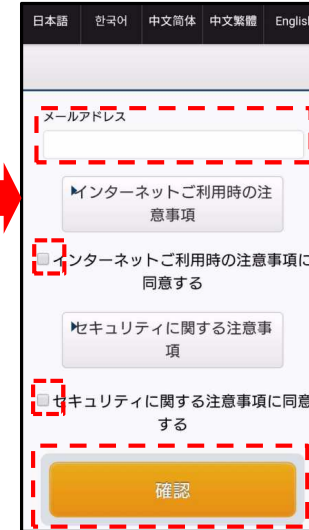 日本語 한국어 中文简体 中文繁體 English
メールアドレス
インターネットご利用時の注
意事項
インターネットご利用時の注意事項に
同意する
セキュリティに関する注意事
項
セキュリティに関する注意事項に同意
する
確認